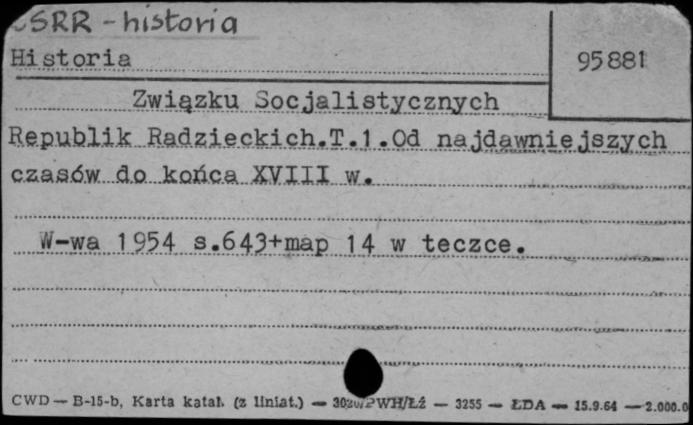 SRR - historia
Historia
95881
Związku Socjalistycznych
Republik Radzieckich.T.1.Od najdawniejszych
czasów do końca XVIII w.
W-wa 1954 s.643+map 14 w teczce.
CWD — B-15-b, Karta katal. (z liniat.) — WH/Łź — 3255 — ŁDA — 15.9.64 — 2.000.0